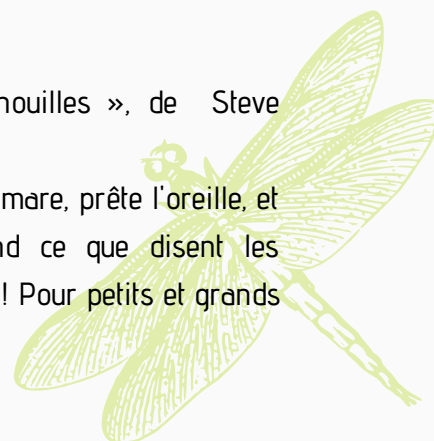 nouilles », de Steve
mare, prête l'oreille, et
nd ce que disent les
! Pour petits et grands